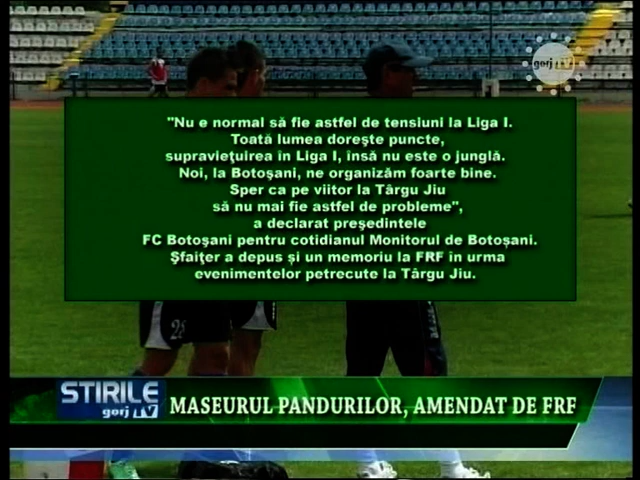 gorj TV
"Nu e normal să fie astfel de tensiuni la Liga I.
Toată lumea doreşte puncte,
supravieţuirea în Liga I, însă nu este o junglă.
Noi, la Botoşani, ne organizăm foarte bine.
Sper ca pe viitor la Târgu Jiu
să nu mai fie astfel de probleme",
a declarat preşedintele
FC Botoşani pentru cotidianul Monitorul de Botoșani.
Şfaiţer a depus și un memoriu la FRF în urma
evenimentelor petrecute la Târgu Jiu.
STIRILE
gorj TV
MASEURUL PANDURILOR, AMENDAT DE FRF